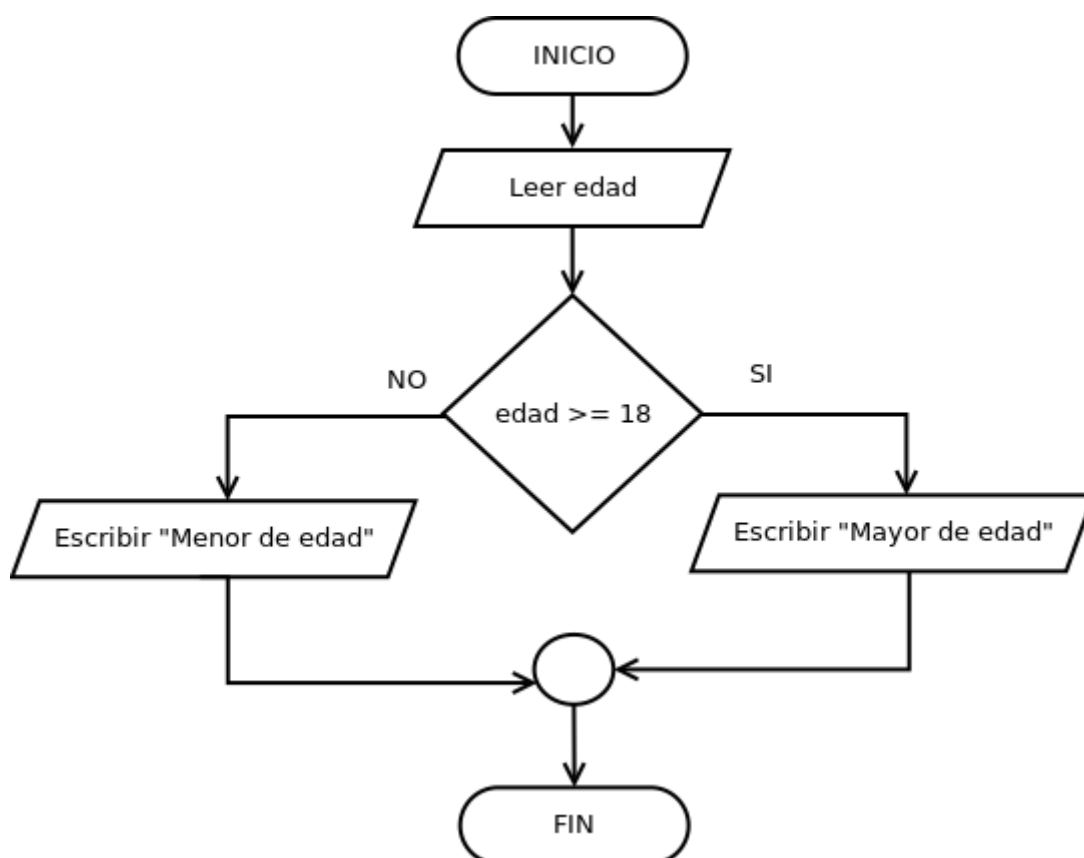 INICIO
Leer edad
NO
SI
edad >= 18
Escribir "Menor de edad"
Escribir "Mayor de edad"
FIN